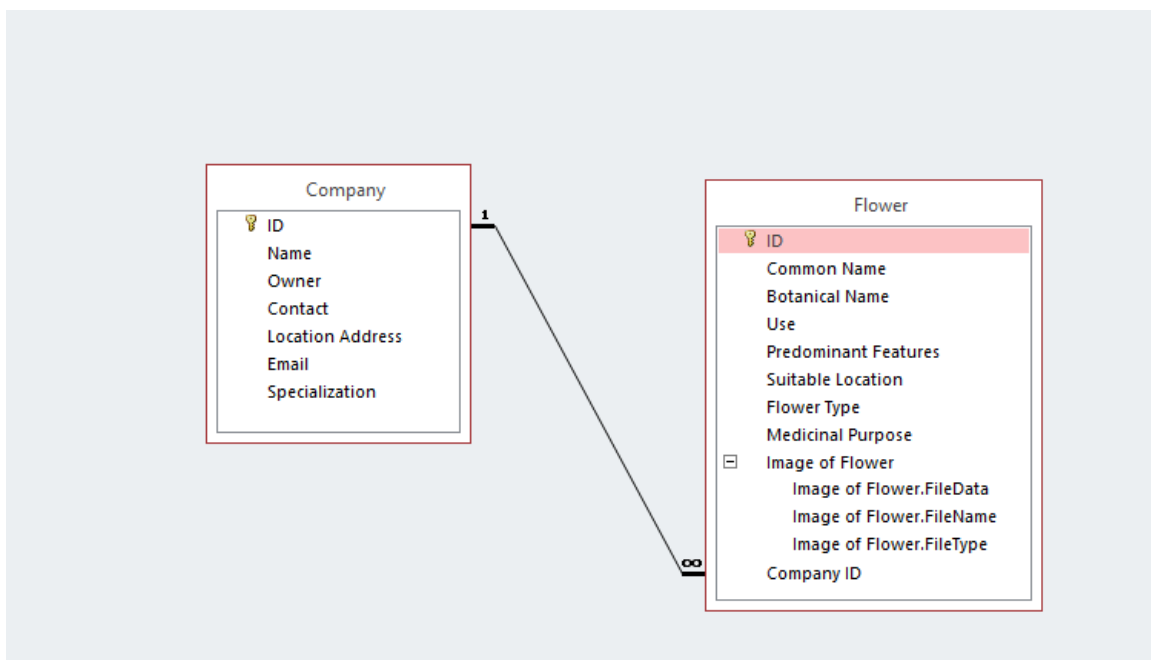 Company
ID
Name
Owner
Contact
Location Address
Email
Specialization
1
∞
Flower
ID
Common Name
Botanical Name
Use
Predominant Features
Suitable Location
Flower Type
Medicinal Purpose
Image of Flower
Image of Flower.FileData
Image of Flower.FileName
Image of Flower.FileType
Company ID